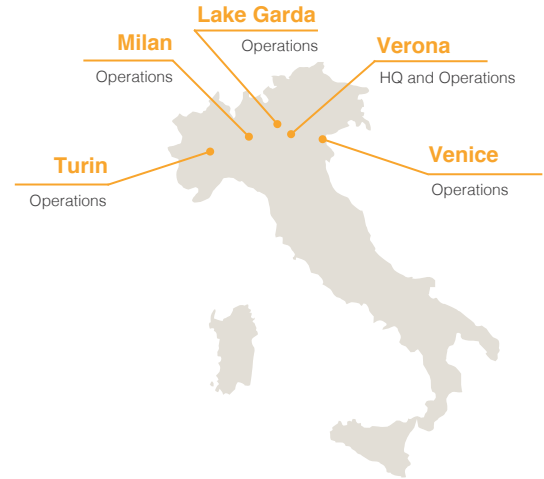 Lake Garda
Operations
Milan
Operations
Verona
HQ and Operations
Turin
Operations
Venice
Operations